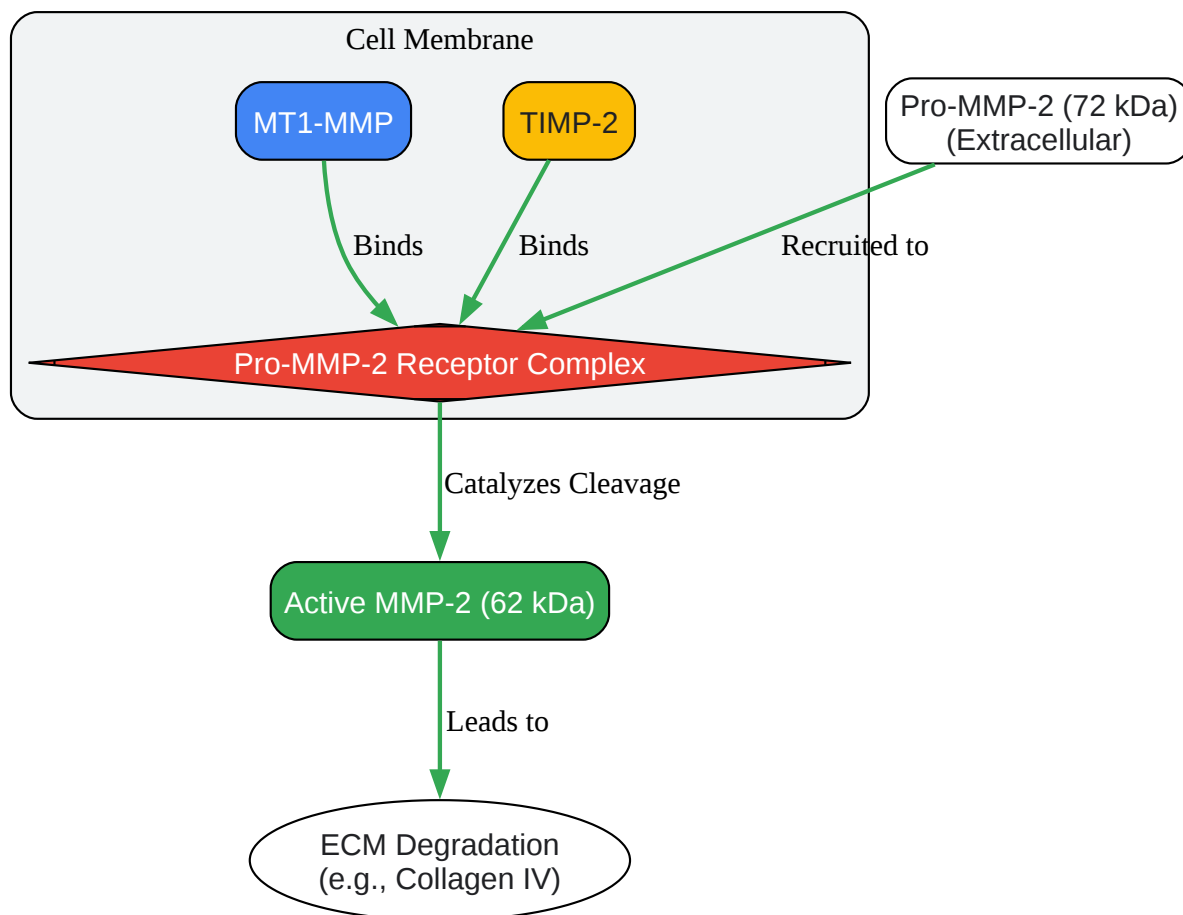 Cell Membrane
MT1-MMP
TIMP-2
Pro-MMP-2 (72 kDa)
(Extracellular)
Binds
Binds
Recruited to
Pro-MMP-2 Receptor Complex
Catalyzes Cleavage
Active MMP-2 (62 kDa)
Leads to
ECM Degradation
(e.g., Collagen IV)